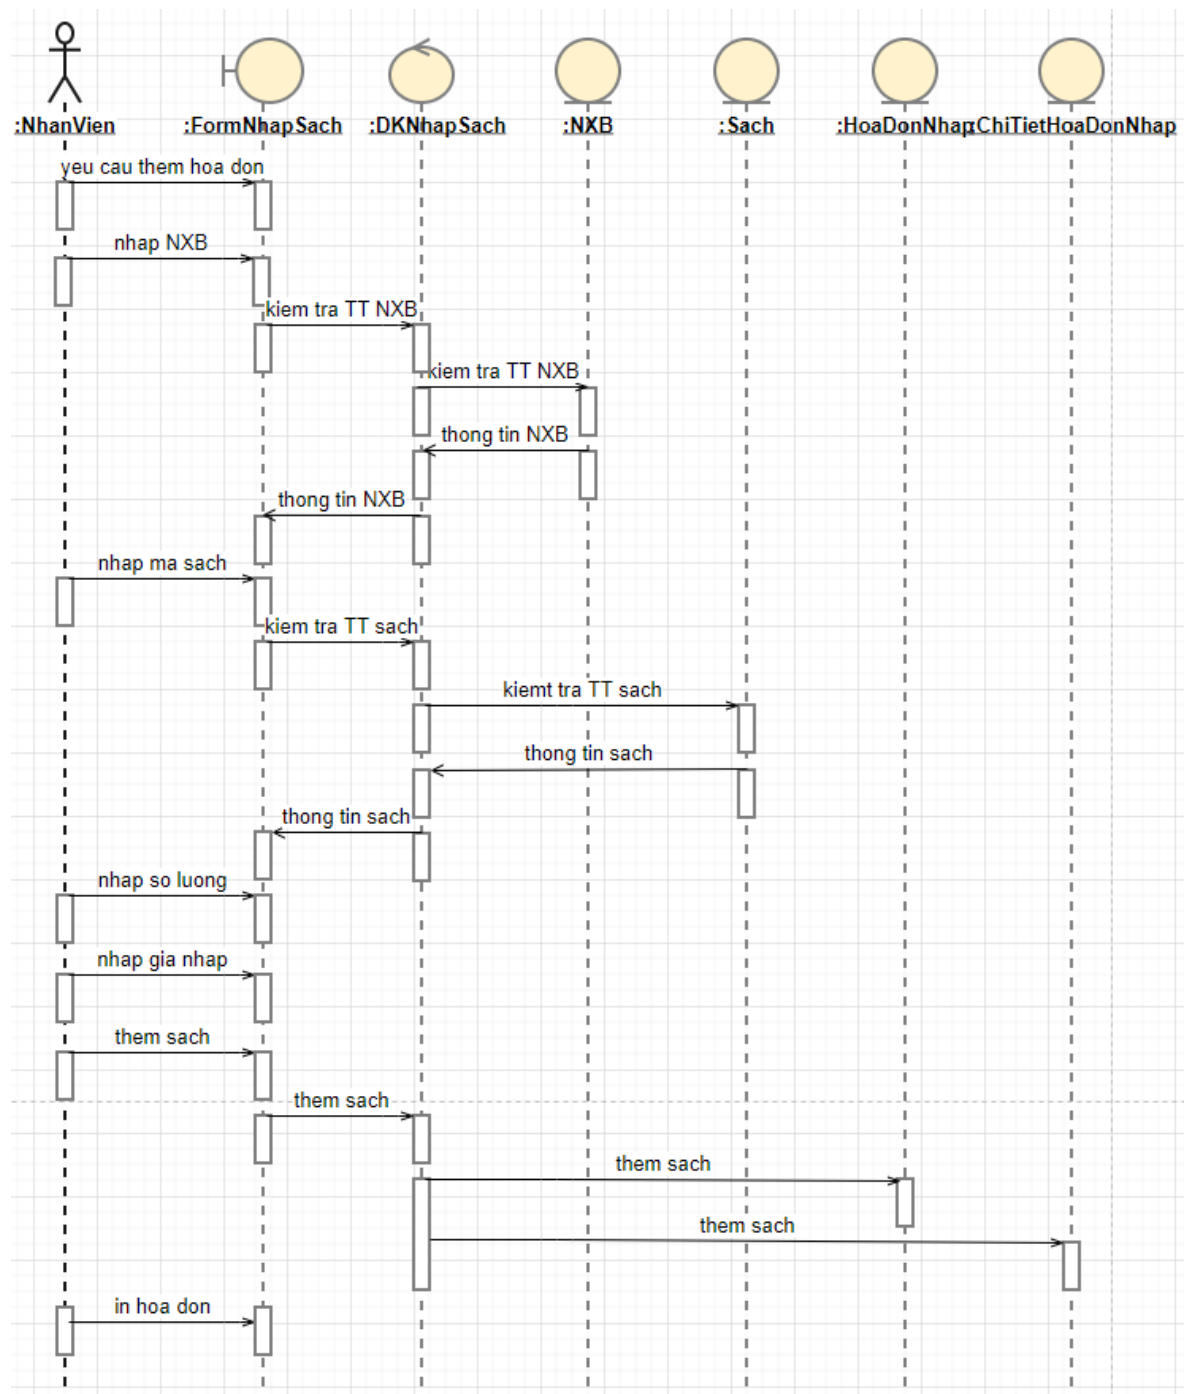 :NhanVien
:FormNhapSach
:DKNhapSach
:NXB
:Sach
:HoaDonNhap
:ChiTietHoaDonNhap
yeu cau them hoa don
nhap NXB
kiem tra TT NXB
kiem tra TT NXB
thong tin NXB
thong tin NXB
nhap ma sach
kiem tra TT sach
kiemt tra TT sach
thong tin sach
thong tin sach
nhap so luong
nhap gia nhap
them sach
them sach
them sach
them sach
in hoa don